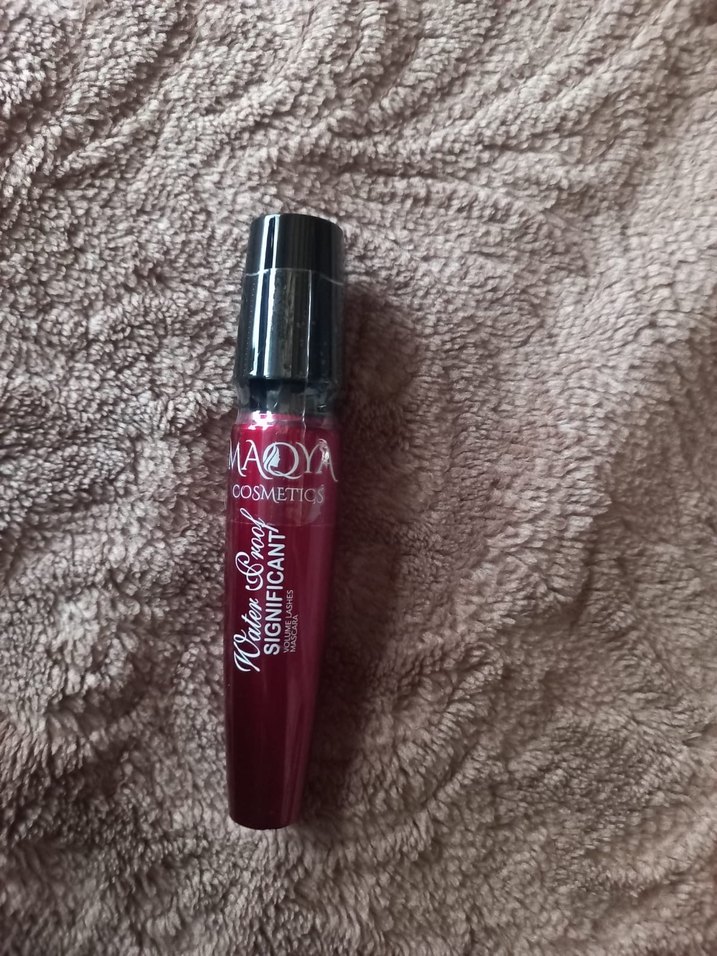 MAQYA
COSMETICS
Water Proof
SIGNIFICANT
VOLUME LASHES
MASCARA